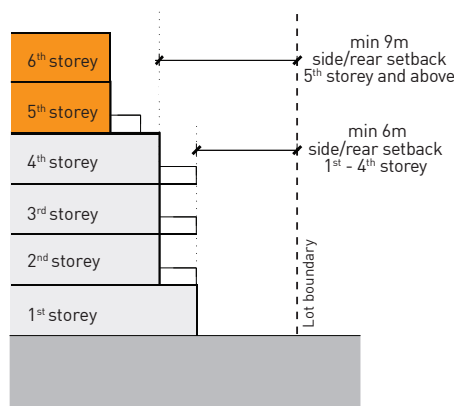 6th storey
5th storey
4th storey
3rd storey
2nd storey
1st storey
min 9m
side/rear setback
5th storey and above
min 6m
side/rear setback
1st - 4th storey
Lot boundary